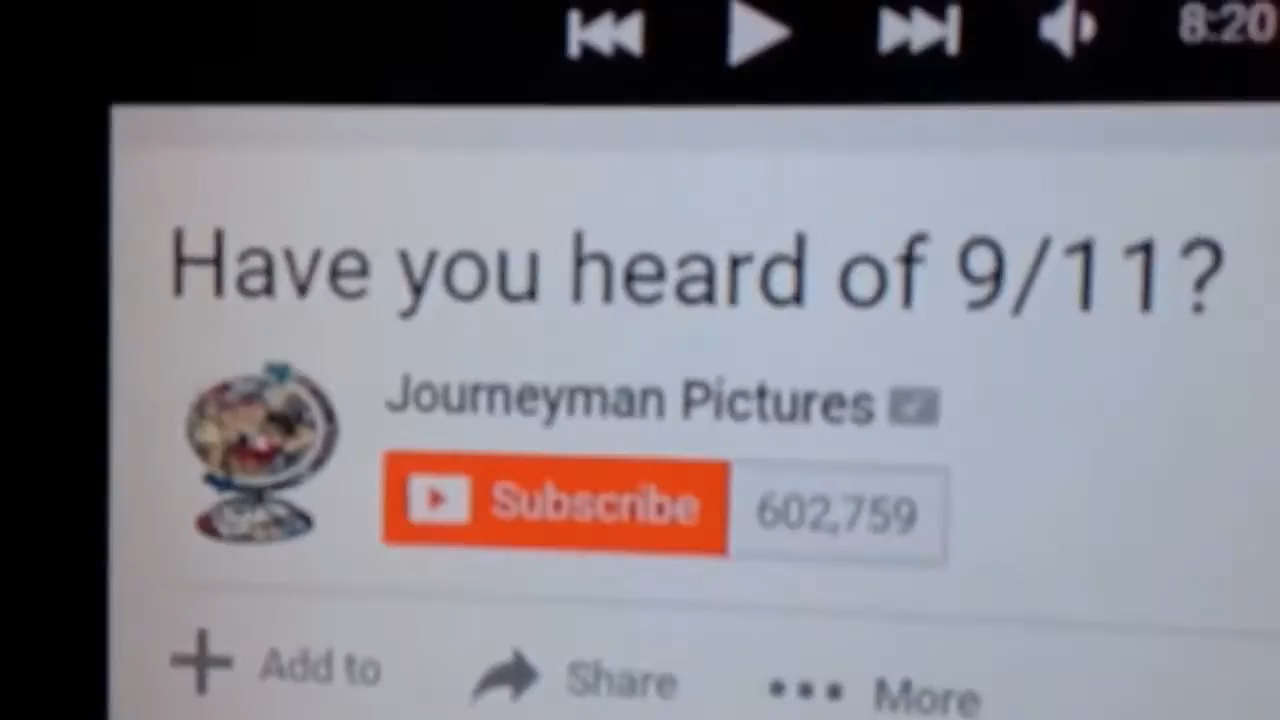 8:20
Have you heard of 9/11?
Journeyman Pictures
Subscribe 602,759
Add to Share More